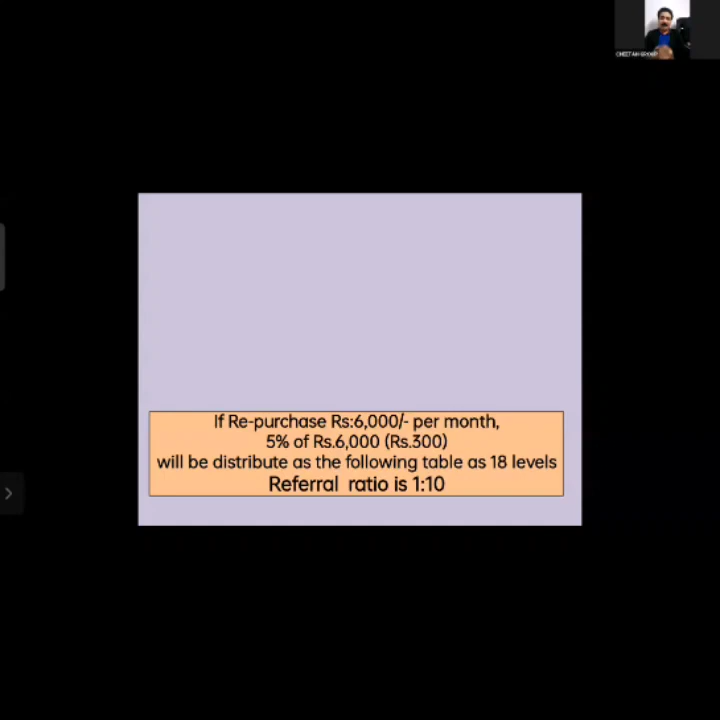 If Re-purchase Rs:6,000/- per month,
5% of Rs.6,000 (Rs.300)
will be distribute as the following table as 18 levels
Referral ratio is 1:10